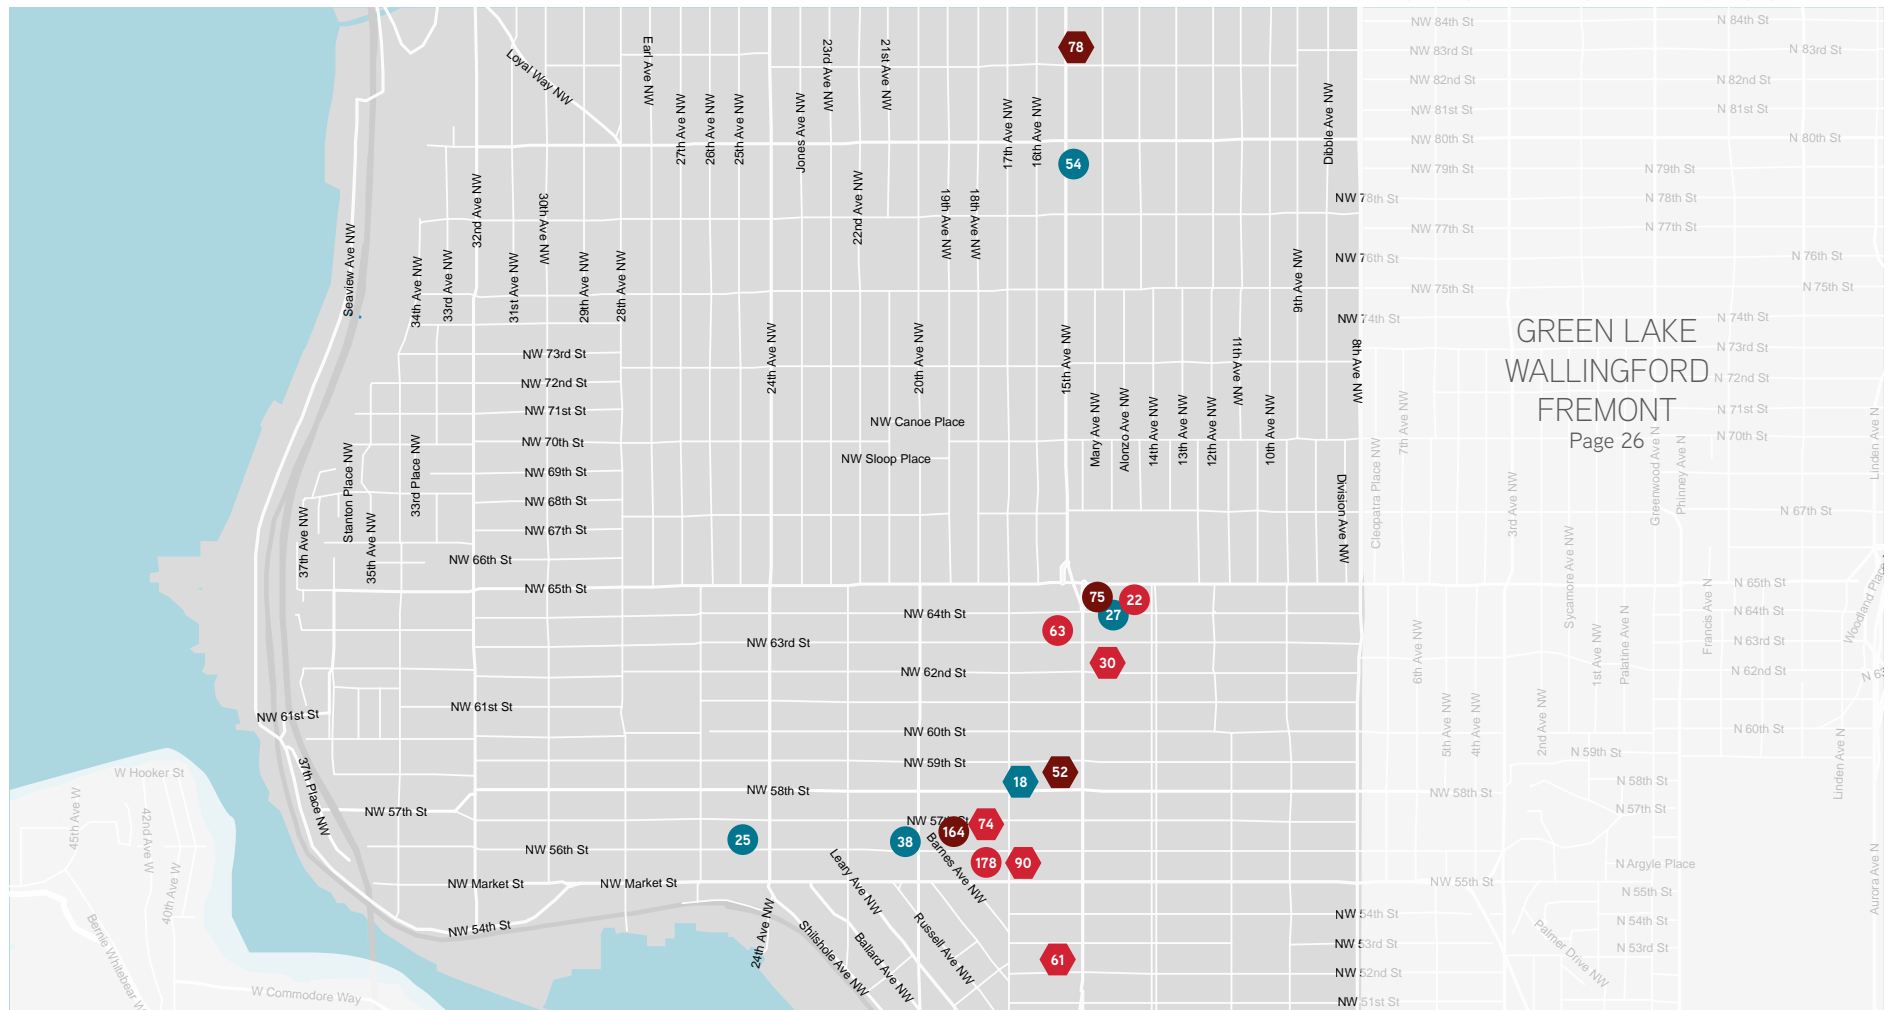 NW 84th St
N 84th St
NW 83rd St
N 83rd St
NW 82nd St
N 82nd St
NW 81st St
N 81st St
NW 80th St
N 80th St
NW 79th St
N 79th St
NW 78th St
N 78th St
NW 77th St
N 77th St
NW 76th St
N 76th St
NW 75th St
N 75th St
NW 74th St
N 74th St
N 73rd St
N 72nd St
N 71st St
N 70th St
N 67th St
GREEN LAKE
WALLINGFORD
FREMONT
Page 26
78
54
Loyal Way NW
Earl Ave NW
27th Ave NW
26th Ave NW
25th Ave NW
Jones Ave NW
23rd Ave NW
22nd Ave NW
21st Ave NW
19th Ave NW
18th Ave NW
17th Ave NW
16th Ave NW
Dibble Ave NW
Seaview Ave NW
34th Ave NW
33rd Ave NW
32nd Ave NW
31st Ave NW
30th Ave NW
29th Ave NW
28th Ave NW
24th Ave NW
20th Ave NW
15th Ave NW
Mary Ave NW
Alonzo Ave NW
14th Ave NW
13th Ave NW
12th Ave NW
11th Ave NW
10th Ave NW
9th Ave NW
8th Ave NW
Division Ave NW
Cleopatra Place NW
7th Ave NW
3rd Ave NW
Greenwood Ave N
Phinney Ave N
Linden Ave N
NW 73rd St
NW 72nd St
NW 71st St
NW 70th St
NW 69th St
NW 68th St
NW 67th St
NW 66th St
NW 65th St
NW Canoe Place
NW Sloop Place
Stanton Place NW
33rd Place NW
37th Ave NW
35th Ave NW
NW 64th St
NW 63rd St
NW 62nd St
NW 61st St
NW 61st St
NW 60th St
NW 59th St
NW 58th St
NW 57th St
NW 57th St
NW 56th St
NW Market St
NW Market St
NW 54th St
37th Place NW
75
22
27
63
30
52
18
74
164
25
38
178
90
61
Barnes Ave NW
Leary Ave NW
Russell Ave NW
Ballard Ave NW
Shilshole Ave NW
24th Ave NW
N 65th St
N 64th St
N 63rd St
N 62nd St
N 60th St
N 59th St
N 58th St
N 57th St
NW 58th St
N Argyle Place
NW 55th St
N 55th St
NW 54th St
N 54th St
NW 53rd St
N 53rd St
NW 52nd St
NW 51st St
6th Ave NW
5th Ave NW
4th Ave NW
2nd Ave NW
Sycamore Ave NW
1st Ave NW
Palatine Ave N
Francis Ave N
Woodland Place
N 63
Linden Ave N
Aurora Ave N
Palmer Drive NW
W Hooker St
45th Ave W
42nd Ave W
40th Ave W
Bernie Whitebear W
W Commodore Way